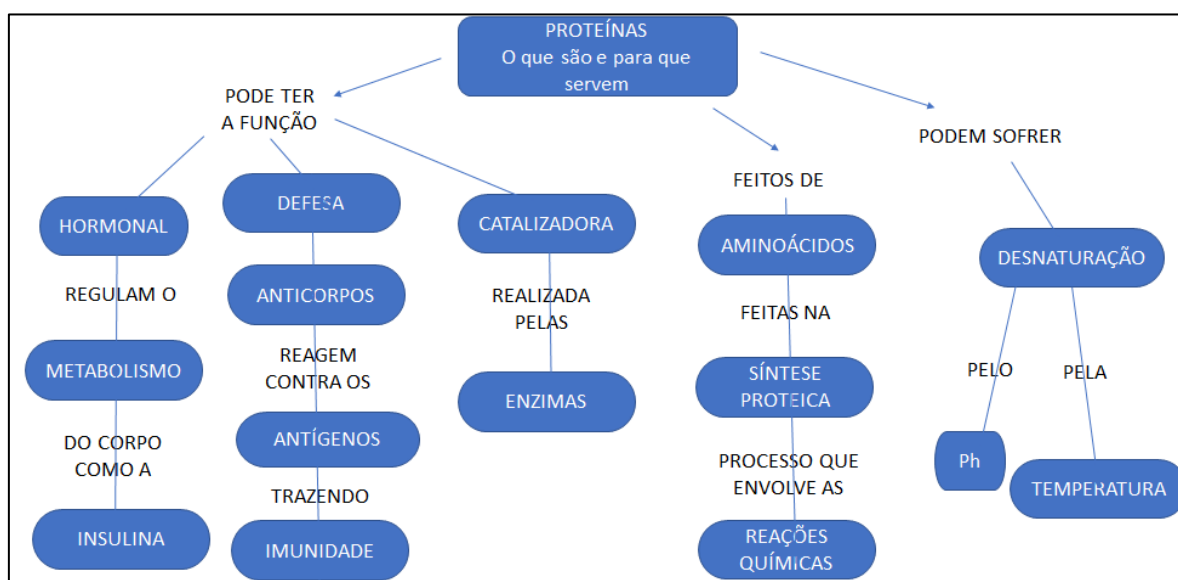 PROTEÍNAS
O que são e para que
servem
PODE TER
A FUNÇÃO
HORMONAL
REGULAM O
METABOLISMO
DO CORPO
COMO A
INSULINA
DEFESA
ANTICORPOS
REAGEM
CONTRA OS
ANTÍGENOS
TRAZENDO
IMUNIDADE
CATALIZADORA
REALIZADA
PELAS
ENZIMAS
FEITOS DE
AMINOÁCIDOS
FEITAS NA
SÍNTESE
PROTEICA
PROCESSO QUE
ENVOLVE AS
REAÇÕES
QUÍMICAS
PODEM SOFRER
DESNATURAÇÃO
PELO
Ph
PELA
TEMPERATURA